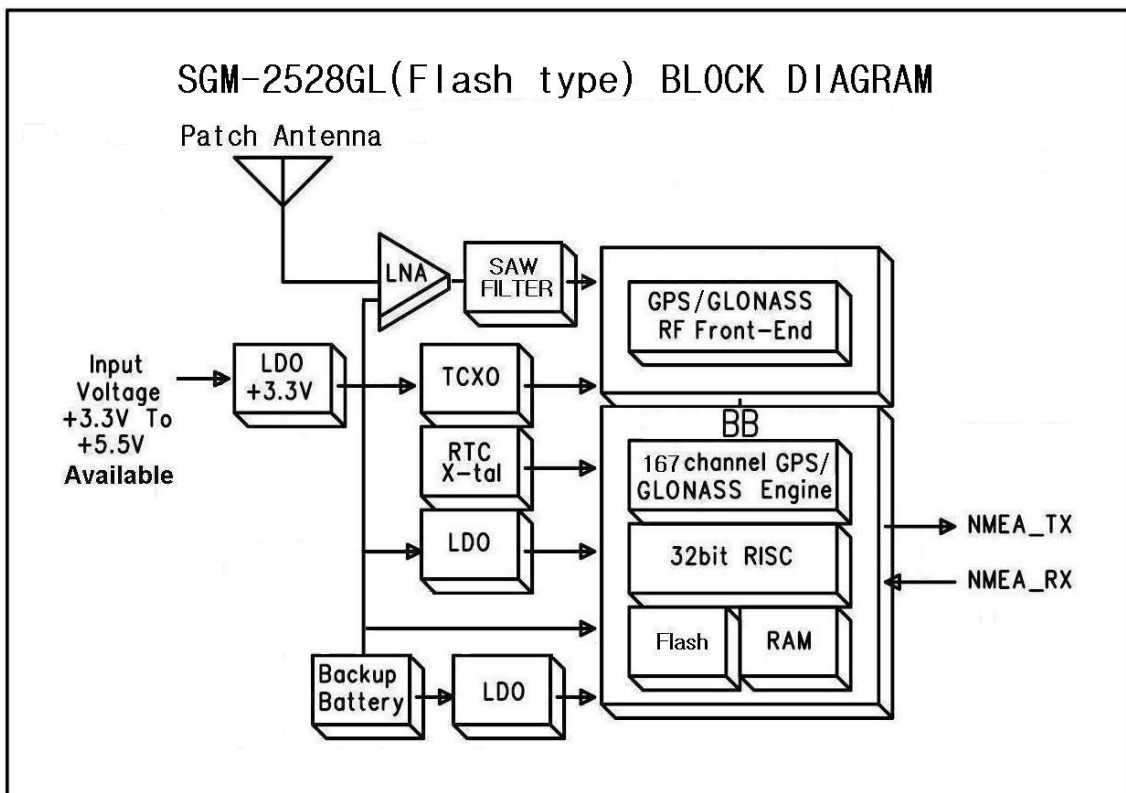 SGM-2528GL(Flash type) BLOCK DIAGRAM
Patch Antenna
LNA
SAW
FILTER
GPS/GLONASS
RF Front-End
Input
Voltage
+3.3V To
+5.5V
Available
LDO
+3.3V
TCXO
BB
RTC
X-tal
167channel GPS/
GLONASS Engine
LDO
32bit RISC
NMEA_TX
NMEA_RX
Flash
RAM
Backup
Battery
LDO